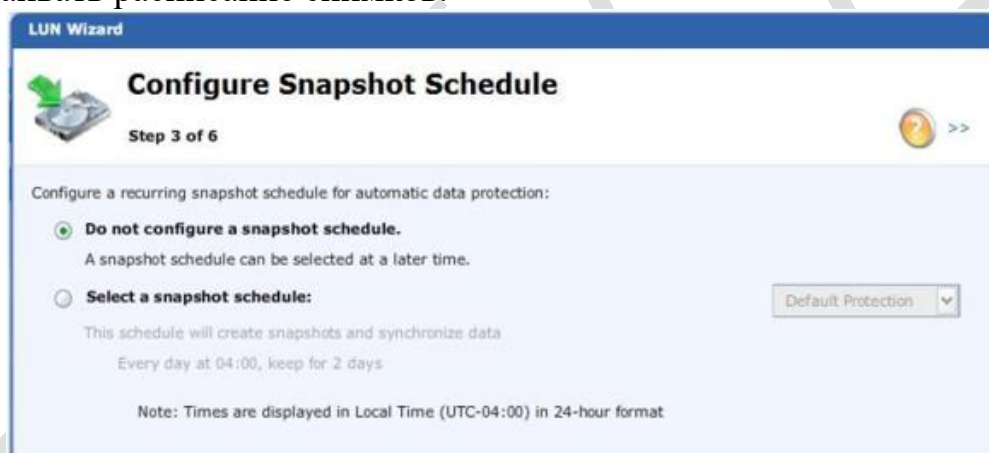 расписание снимков.
LUN Wizard
Configure Snapshot Schedule
Step 3 of 6
>>
Configure a recurring snapshot schedule for automatic data protection:
Do not configure a snapshot schedule.
A snapshot schedule can be selected at a later time.
Select a snapshot schedule:
Default Protection
This schedule will create snapshots and synchronize data
Every day at 04:00, keep for 2 days
Note: Times are displayed in Local Time (UTC-04:00) in 24-hour format